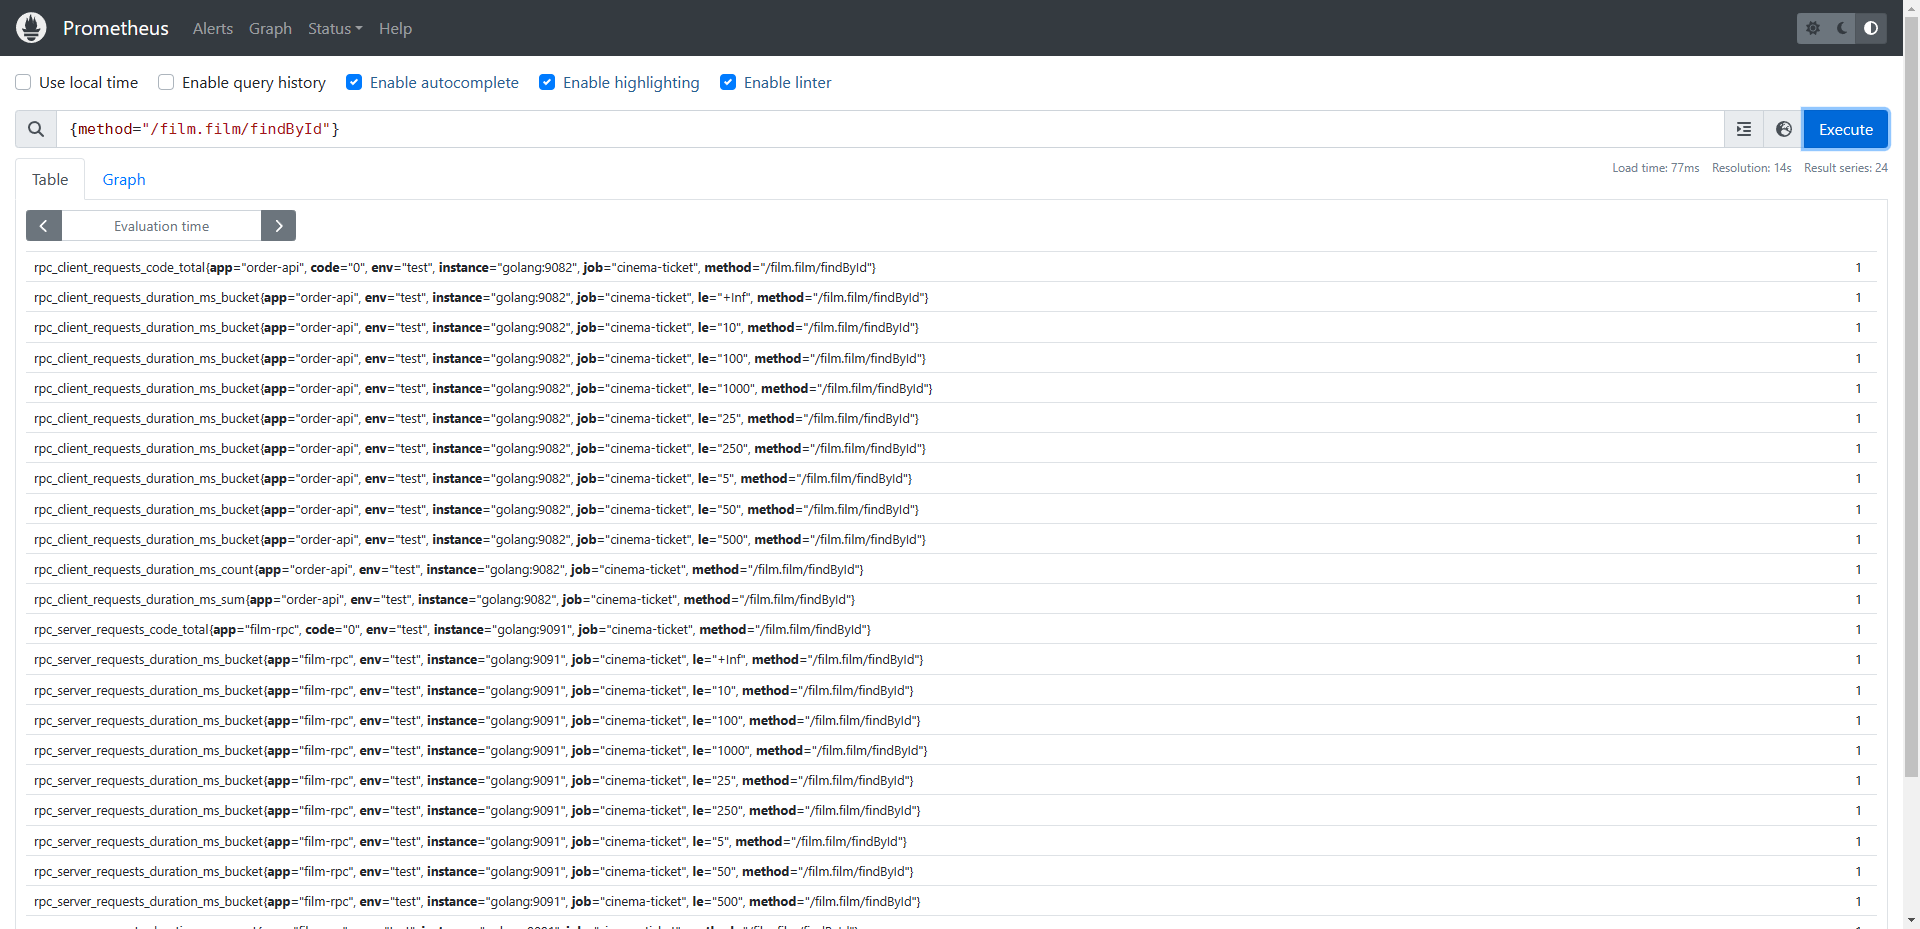 Prometheus Alerts Graph Status Help
Use local time Enable query history Enable autocomplete Enable highlighting Enable linter
{method="/film.film/findById"} Execute
Table Graph Load time: 77ms Resolution: 14s Result series: 24
Evaluation time
rpc_client_requests_code_total{app="order-api", code="0", env="test", instance="golang:9082", job="cinema-ticket", method="/film.film/findById"} 1
rpc_client_requests_duration_ms_bucket{app="order-api", env="test", instance="golang:9082", job="cinema-ticket", le="+Inf", method="/film.film/findById"} 1
rpc_client_requests_duration_ms_bucket{app="order-api", env="test", instance="golang:9082", job="cinema-ticket", le="10", method="/film.film/findById"} 1
rpc_client_requests_duration_ms_bucket{app="order-api", env="test", instance="golang:9082", job="cinema-ticket", le="100", method="/film.film/findById"} 1
rpc_client_requests_duration_ms_bucket{app="order-api", env="test", instance="golang:9082", job="cinema-ticket", le="1000", method="/film.film/findById"} 1
rpc_client_requests_duration_ms_bucket{app="order-api", env="test", instance="golang:9082", job="cinema-ticket", le="25", method="/film.film/findById"} 1
rpc_client_requests_duration_ms_bucket{app="order-api", env="test", instance="golang:9082", job="cinema-ticket", le="250", method="/film.film/findById"} 1
rpc_client_requests_duration_ms_bucket{app="order-api", env="test", instance="golang:9082", job="cinema-ticket", le="5", method="/film.film/findById"} 1
rpc_client_requests_duration_ms_bucket{app="order-api", env="test", instance="golang:9082", job="cinema-ticket", le="50", method="/film.film/findById"} 1
rpc_client_requests_duration_ms_bucket{app="order-api", env="test", instance="golang:9082", job="cinema-ticket", le="500", method="/film.film/findById"} 1
rpc_client_requests_duration_ms_count{app="order-api", env="test", instance="golang:9082", job="cinema-ticket", method="/film.film/findById"} 1
rpc_client_requests_duration_ms_sum{app="order-api", env="test", instance="golang:9082", job="cinema-ticket", method="/film.film/findById"} 1
rpc_server_requests_code_total{app="film-rpc", code="0", env="test", instance="golang:9091", job="cinema-ticket", method="/film.film/findById"} 1
rpc_server_requests_duration_ms_bucket{app="film-rpc", env="test", instance="golang:9091", job="cinema-ticket", le="+Inf", method="/film.film/findById"} 1
rpc_server_requests_duration_ms_bucket{app="film-rpc", env="test", instance="golang:9091", job="cinema-ticket", le="10", method="/film.film/findById"} 1
rpc_server_requests_duration_ms_bucket{app="film-rpc", env="test", instance="golang:9091", job="cinema-ticket", le="100", method="/film.film/findById"} 1
rpc_server_requests_duration_ms_bucket{app="film-rpc", env="test", instance="golang:9091", job="cinema-ticket", le="1000", method="/film.film/findById"} 1
rpc_server_requests_duration_ms_bucket{app="film-rpc", env="test", instance="golang:9091", job="cinema-ticket", le="25", method="/film.film/findById"} 1
rpc_server_requests_duration_ms_bucket{app="film-rpc", env="test", instance="golang:9091", job="cinema-ticket", le="250", method="/film.film/findById"} 1
rpc_server_requests_duration_ms_bucket{app="film-rpc", env="test", instance="golang:9091", job="cinema-ticket", le="5", method="/film.film/findById"} 1
rpc_server_requests_duration_ms_bucket{app="film-rpc", env="test", instance="golang:9091", job="cinema-ticket", le="50", method="/film.film/findById"} 1
rpc_server_requests_duration_ms_bucket{app="film-rpc", env="test", instance="golang:9091", job="cinema-ticket", le="500", method="/film.film/findById"} 1